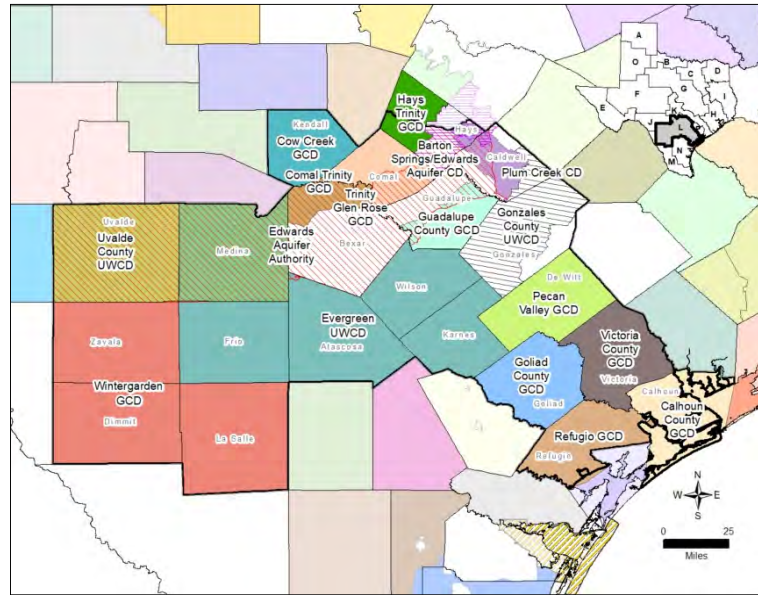 A
O
B
C
D
F
G
I
E
K
H
J
L
P
N
M
Hays
Trinity
GCD
Hays
Kendall
Cow Creek
GCD
Barton
Springs/Edwards
Aquifer CD
Caldwell
Plum Creek CD
Comal
Comal Trinity
GCD
Trinity
Glen Rose
GCD
Guadalupe
Guadalupe
County GCD
Gonzales
County
UWCD
Gonzales
Uvalde
Uvalde
County
UWCD
Medina
Edwards
Aquifer
Authority
Bexar
Wilson
De Witt
Pecan
Valley GCD
Zavala
Frio
Evergreen
UWCD
Atascosa
Karnes
Victoria
County
GCD
Victoria
Goliad
County
GCD
Goliad
Calhoun
Calhoun
County
GCD
Wintergarden
GCD
Dimmit
La Salle
Refugio GCD
Refugio
N
W
E
S
0
25
Miles